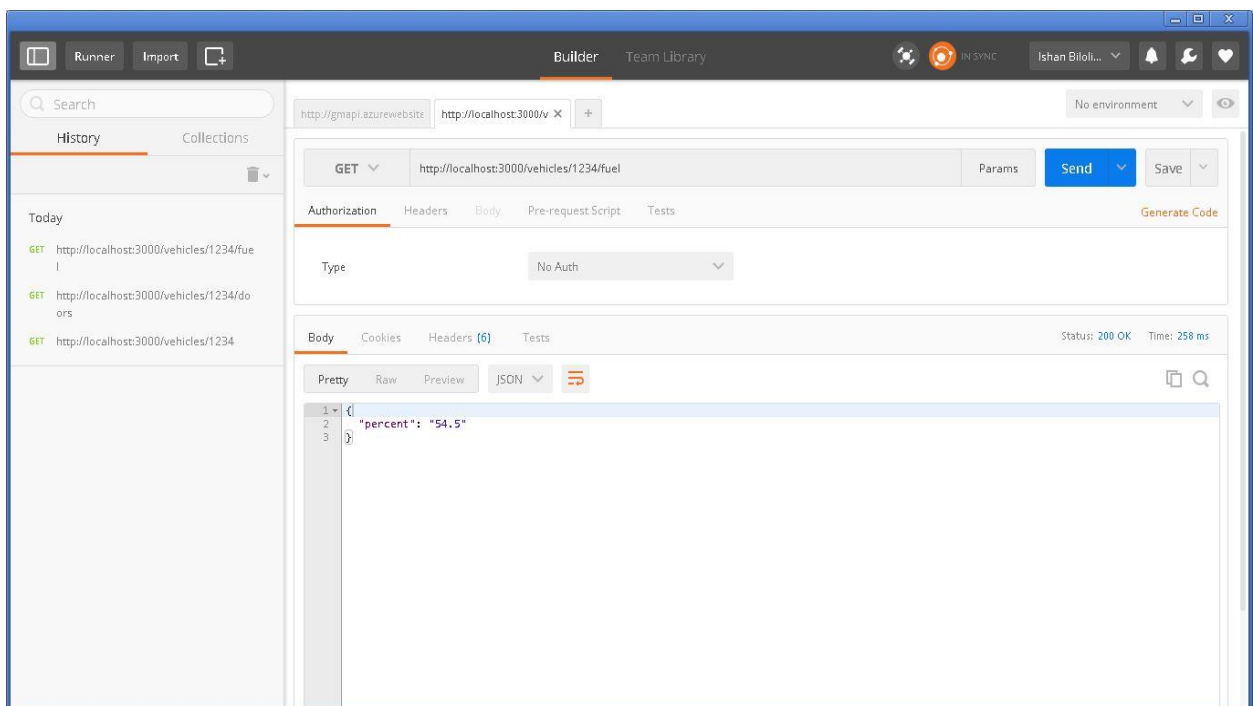 Runner Import Builder Team Library IN SYNC Ishan Biloli...
Search
History Collections
Today
GET http://localhost:3000/vehicles/1234/fue
l
GET http://localhost:3000/vehicles/1234/do
ors
GET http://localhost:3000/vehicles/1234
http://gmapi.azurewebsite http://localhost:3000/v X + No environment
GET http://localhost:3000/vehicles/1234/fuel Params Send Save
Authorization Headers Body Pre-request Script Tests Generate Code
Type No Auth
Body Cookies Headers (6) Tests Status: 200 OK Time: 258 ms
Pretty Raw Preview JSON
1 {
2 "percent": "54.5"
3 }